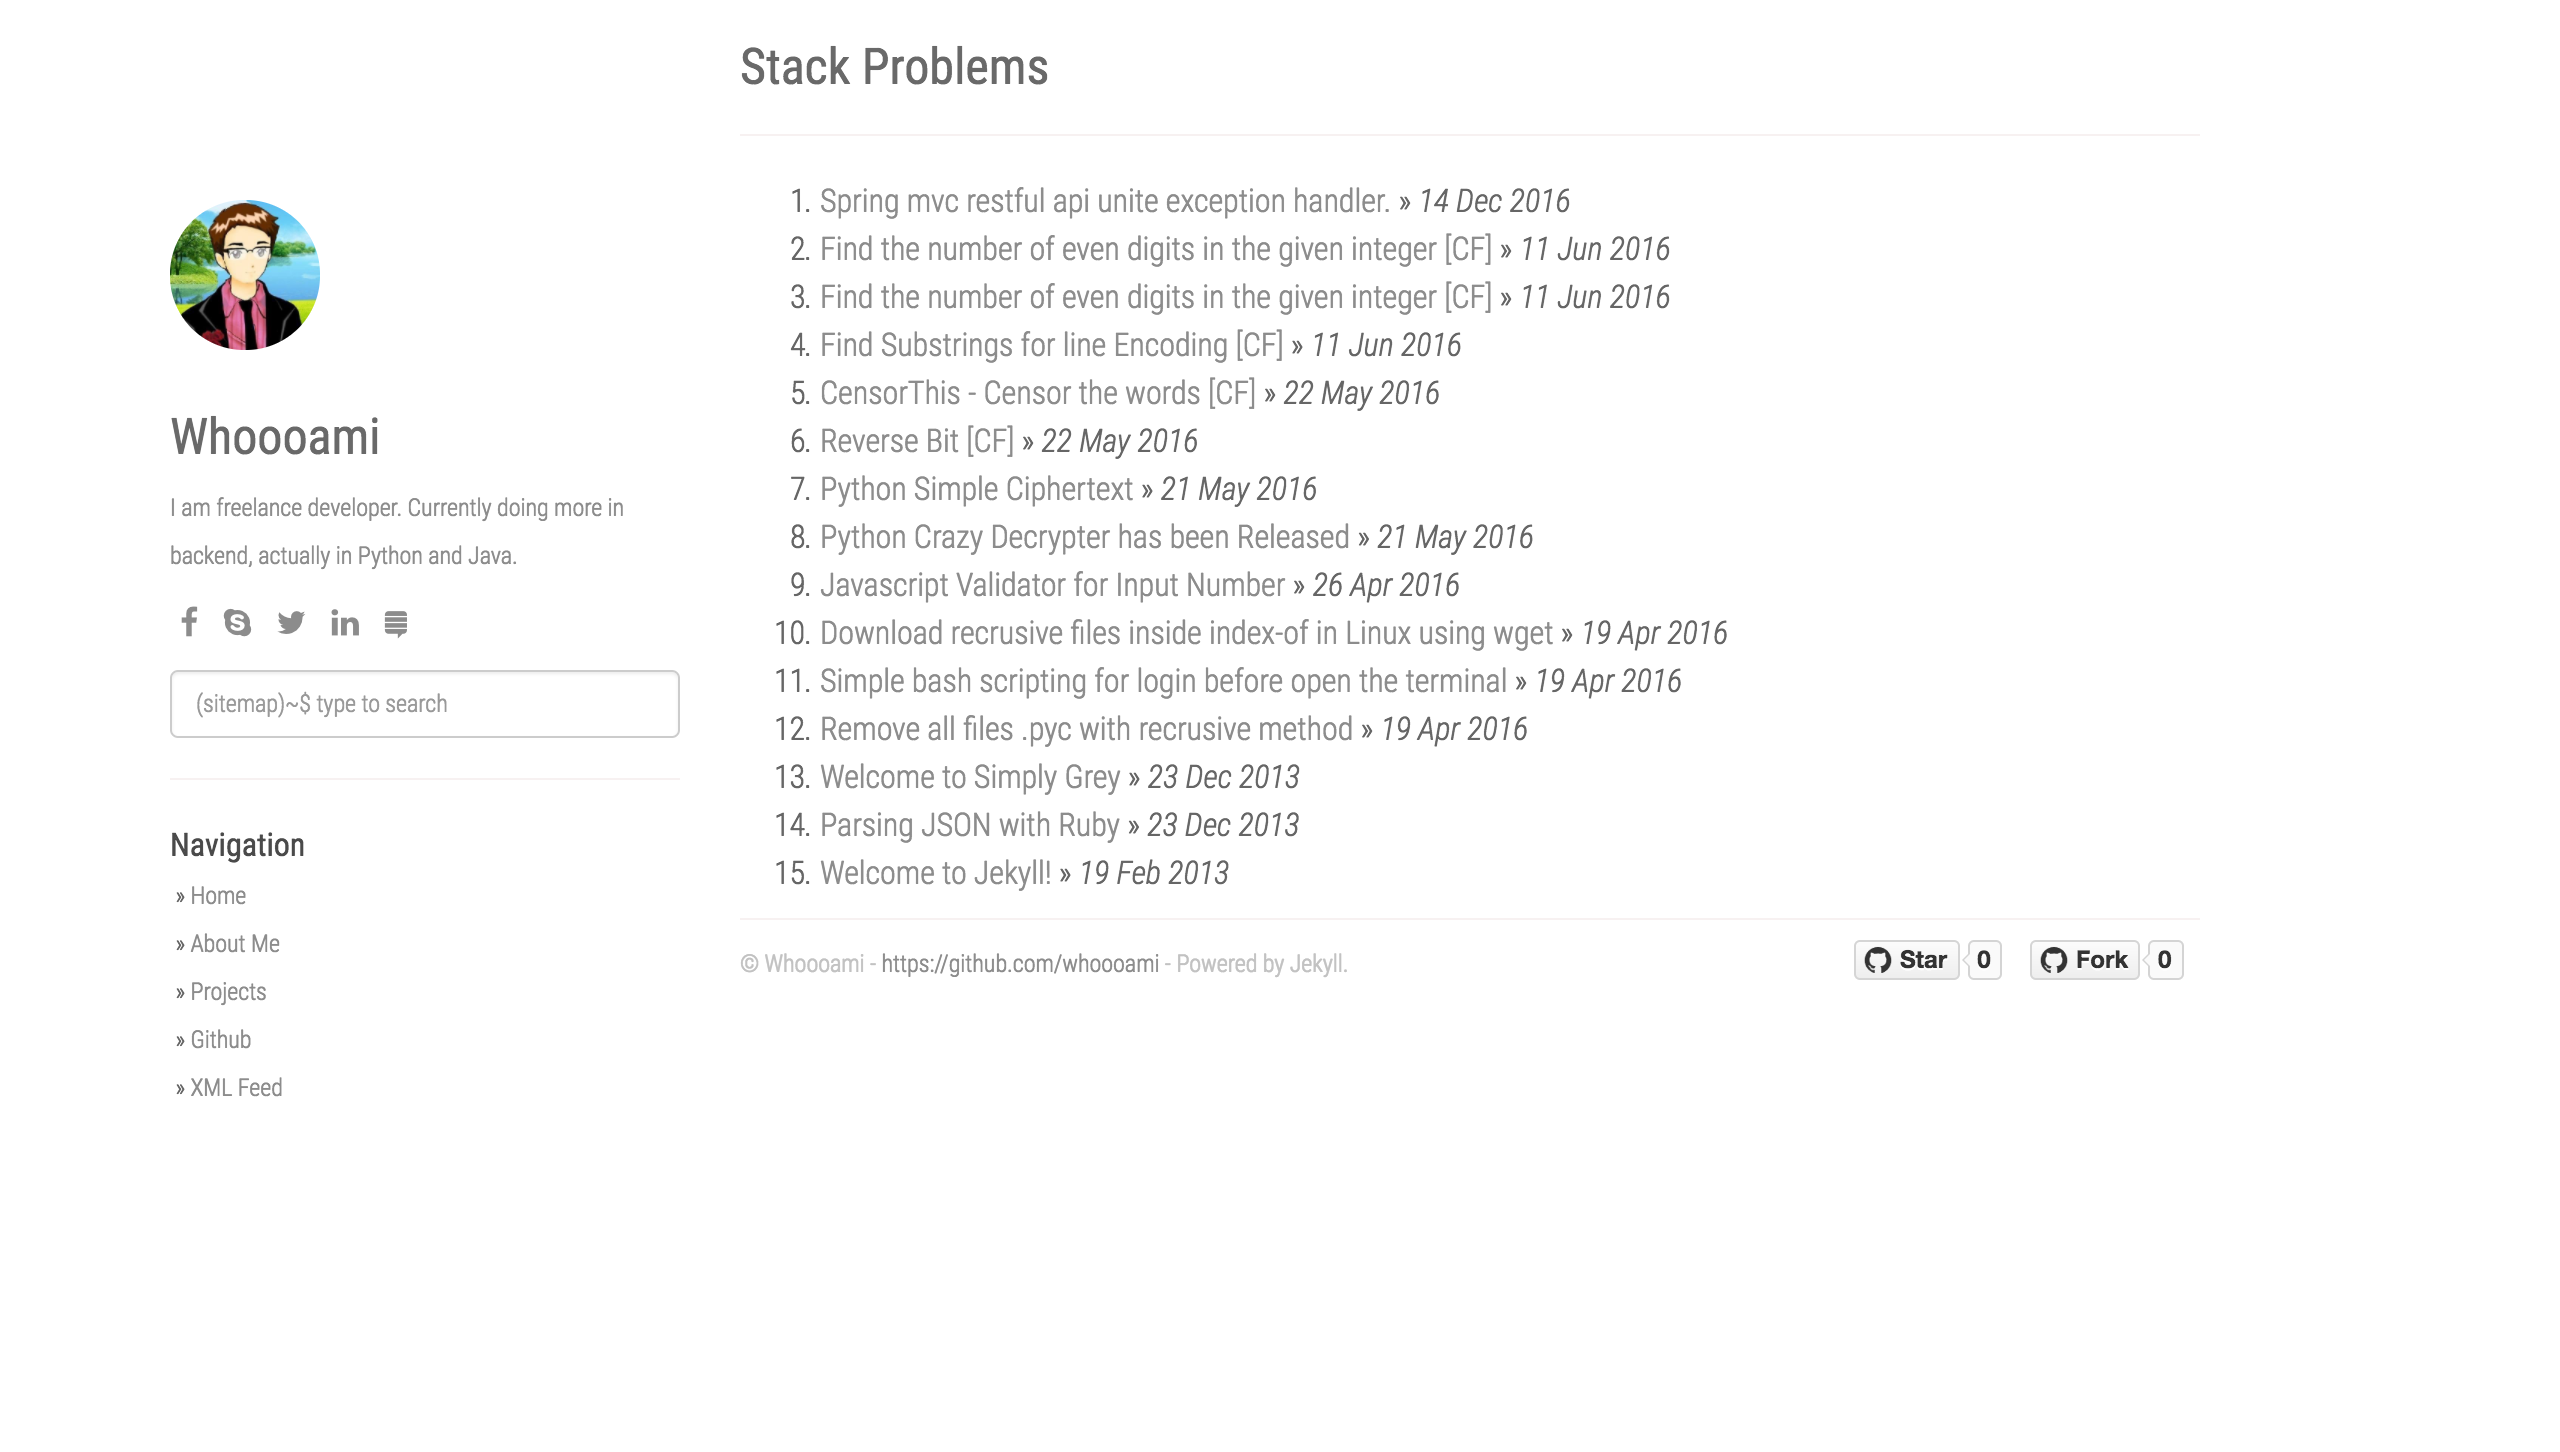 Stack Problems
Whoooami
I am freelance developer. Currently doing more in
backend, actually in Python and Java.
(sitemap)~$ type to search
Navigation
» Home
» About Me
» Projects
» Github
» XML Feed
1. Spring mvc restful api unite exception handler. » 14 Dec 2016
2. Find the number of even digits in the given integer [CF] » 11 Jun 2016
3. Find the number of even digits in the given integer [CF] » 11 Jun 2016
4. Find Substrings for line Encoding [CF] » 11 Jun 2016
5. CensorThis - Censor the words [CF] » 22 May 2016
6. Reverse Bit [CF] » 22 May 2016
7. Python Simple Ciphertext » 21 May 2016
8. Python Crazy Decrypter has been Released » 21 May 2016
9. Javascript Validator for Input Number » 26 Apr 2016
10. Download recrusive files inside index-of in Linux using wget » 19 Apr 2016
11. Simple bash scripting for login before open the terminal » 19 Apr 2016
12. Remove all files .pyc with recrusive method » 19 Apr 2016
13. Welcome to Simply Grey » 23 Dec 2013
14. Parsing JSON with Ruby » 23 Dec 2013
15. Welcome to Jekyll! » 19 Feb 2013
© Whoooami - https://github.com/whoooami - Powered by Jekyll.
Star 0 Fork 0